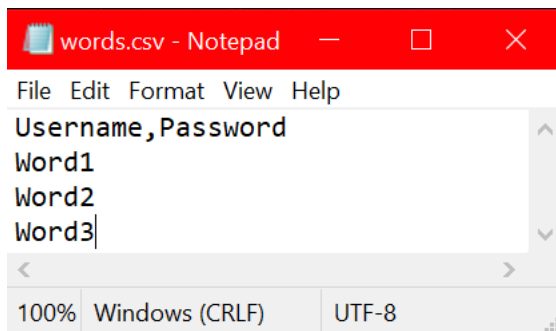 words.csv - Notepad
File Edit Format View Help
Username,Password
Word1
Word2
Word3
100% Windows (CRLF) UTF-8